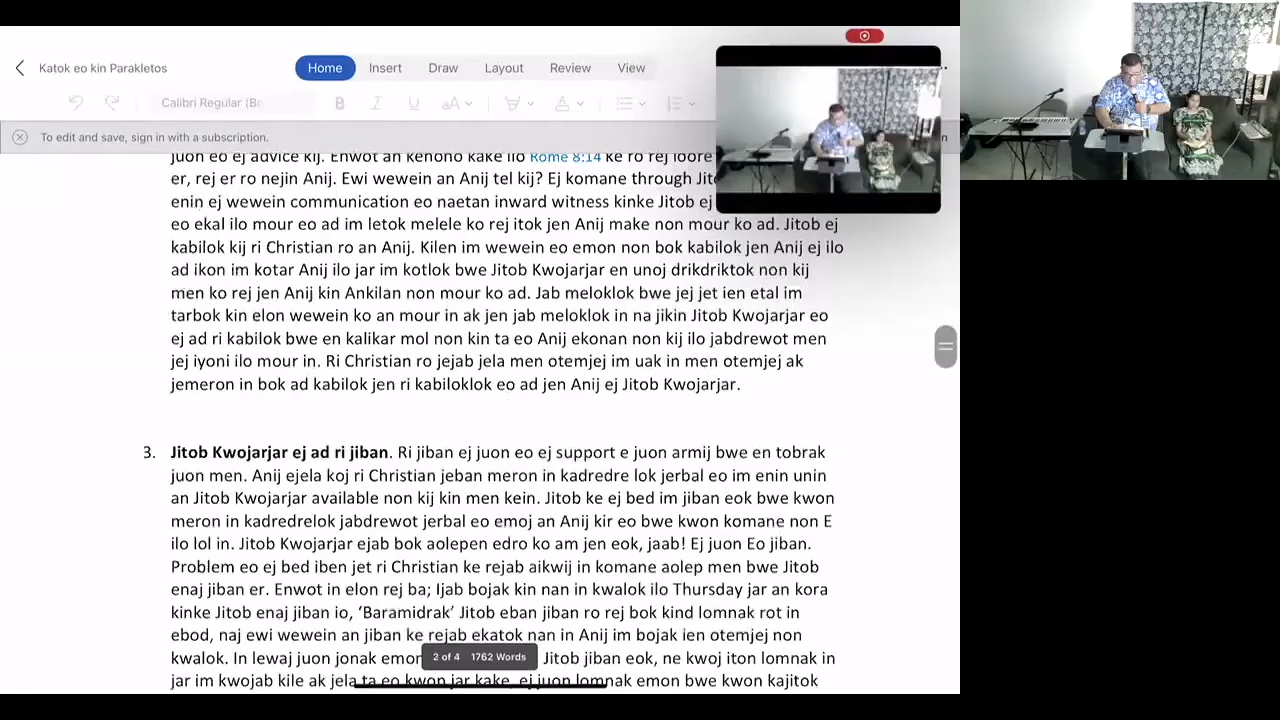 Katok eo kin Parakletos
Home Insert Draw Layout Review View
Calibri Regular (Bo
B I U aA A
To edit and save, sign in with a subscription.
juon eo ej advice kij. Enwot an kenono kake ilo Rome 8:14 ke ro rej loore
er, rej er ro nejin Anij. Ewi wewein an Anij tel kij? Ej komane through
enin ej wewein communication eo naetan inward witness kinke Jitob ej
eo ekal ilo mour eo ad im letok melele ko rej itok jen Anij make non mour ko ad. Jitob ej
kabilok kij ri Christian ro an Anij. Kilen im wewein eo emon non bok kabilok jen Anij ej ilo
ad ikon im kotar Anij ilo jar im kotlok bwe Jitob Kwojarjar en unoj drikdriktok non kij
men ko rej jen Anij kin Ankilan non mour ko ad. Jab meloklok bwe jej jet ien etal im
tarbok kin elon wewein ko an mour in ak jen jab meloklok in na jikin Jitob Kwojarjar eo
ej ad ri kabilok bwe en kalikar mol non kin ta eo Anij ekonan non kij ilo jabdrewot men
jej iyoni ilo mour in. Ri Christian ro jejab jela men otemjej im uak in men otemjej ak
jemeron in bok ad kabilok jen ri kabiloklok eo ad jen Anij ej Jitob Kwojarjar.
3. Jitob Kwojarjar ej ad ri jiban. Ri jiban ej juon eo ej support e juon armij bwe en tobrak
juon men. Anij ejela koj ri Christian jeban meron in kadredre lok jerbal eo im enin unin
an Jitob Kwojarjar available non kij kin men kein. Jitob ke ej bed im jiban eok bwe kwon
meron in kadredrelok jabdrewot jerbal eo emoj an Anij kir eo bwe kwon komane non E
ilo lol in. Jitob Kwojarjar ejab bok aolepen edro ko am jen eok, jaab! Ej juon Eo jiban.
Problem eo ej bed iben jet ri Christian ke rejab aikwij in komane aolep men bwe Jitob
enaj jiban er. Enwot in elon rej ba; Ijab bojak kin nan in kwalok ilo Thursday jar an kora
kinke Jitob enaj jiban io, ‘Baramidrak’ Jitob eban jiban ro rej bok kind lomnak rot in
ebod, naj ewi wewein an jiban ke rejab ekatok nan in Anij im bojak ien otemjej non
kwalok. In lewaj juon jonak emon Jitob jiban eok, ne kwoj iton lomnak in
2 of 4 1762 Words
jar im kwojab kile ak jela ta eo kwon jar kake, ej juon lomnak emon bwe kwon kajitok